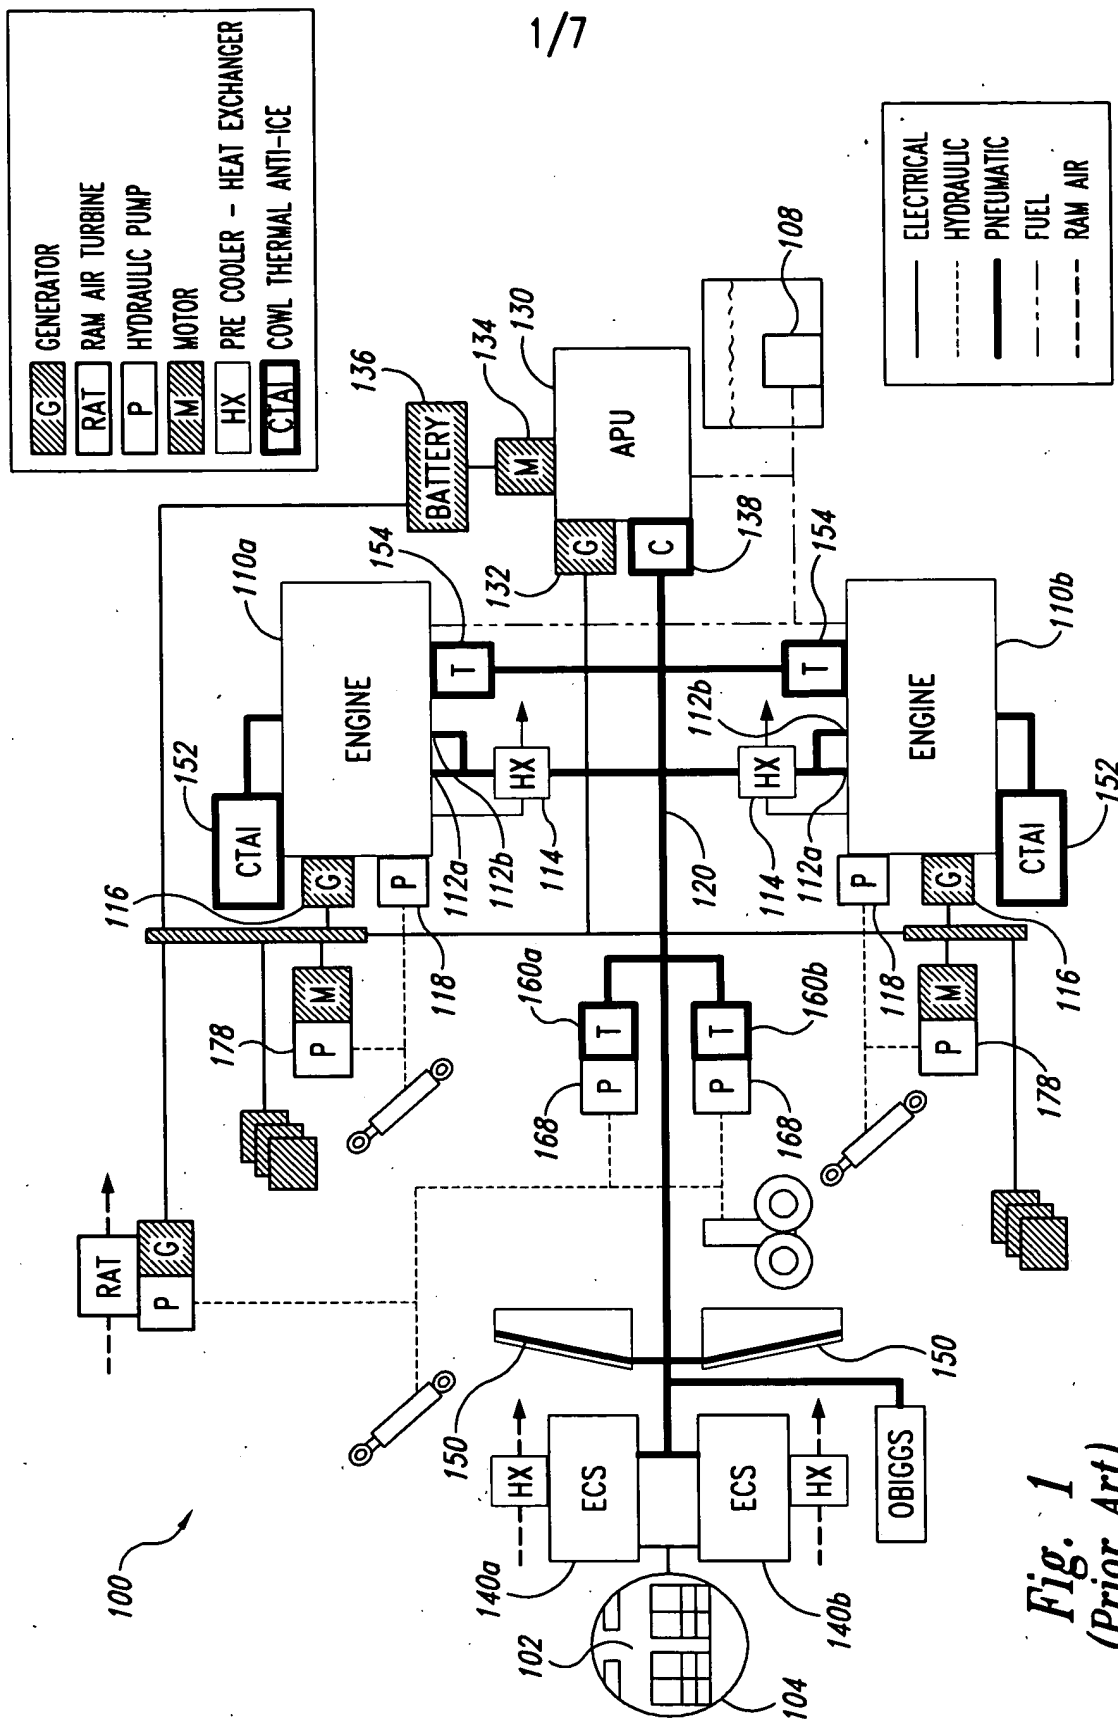 1/7
G GENERATOR
RAT RAM AIR TURBINE
P HYDRAULIC PUMP
M MOTOR
HX PRE COOLER - HEAT EXCHANGER
CTAI COWL THERMAL ANTI-ICE
ELECTRICAL
HYDRAULIC
PNEUMATIC
FUEL
RAM AIR
100
RAT
P G
178
P M
116
G
152
CTAI
110a
ENGINE
136
BATTERY
134
M
130
APU
132
G
C
138
108
118
P
112a
112b
114
HX
154
T
160a
T
P
168
160b
T
P
168
120
114
HX
112a
112b
154
T
110b
ENGINE
152
CTAI
118
P
G
116
M
P
178
150
150
HX
ECS
140a
ECS
140b
HX
OBIGGS
102
104
Fig. 1
(Prior Art)